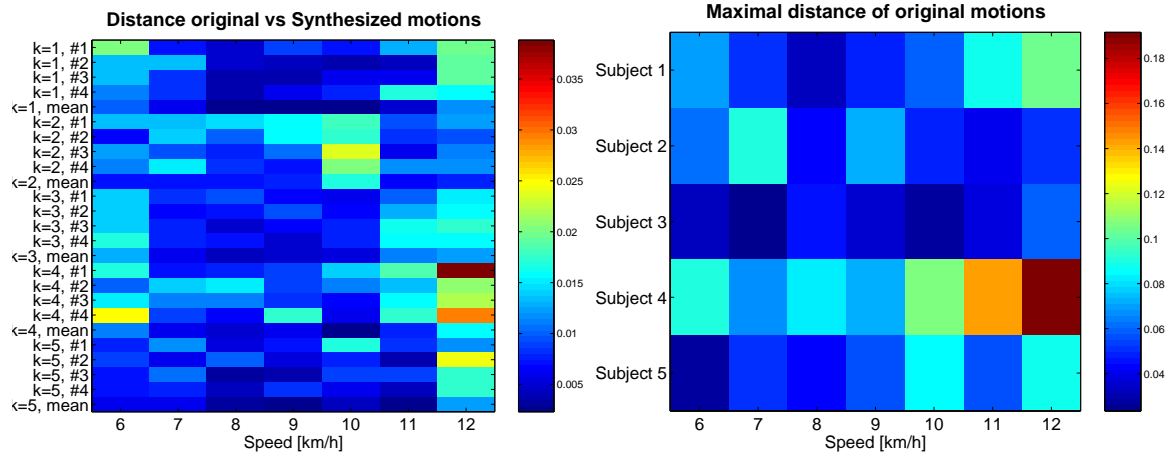 Distance original vs Synthesized motions
k=1, #1
k=1, #2
k=1, #3
k=1, #4
k=1, mean
k=2, #1
k=2, #2
k=2, #3
k=2, #4
k=2, mean
k=3, #1
k=3, #2
k=3, #3
k=3, #4
k=3, mean
k=4, #1
k=4, #2
k=4, #3
k=4, #4
k=4, mean
k=5, #1
k=5, #2
k=5, #3
k=5, #4
k=5, mean
6 7 8 9 10 11 12
Speed [km/h]
0.035
0.03
0.025
0.02
0.015
0.01
0.005
Maximal distance of original motions
Subject 1
Subject 2
Subject 3
Subject 4
Subject 5
6 7 8 9 10 11 12
Speed [km/h]
0.18
0.16
0.14
0.12
0.1
0.08
0.06
0.04